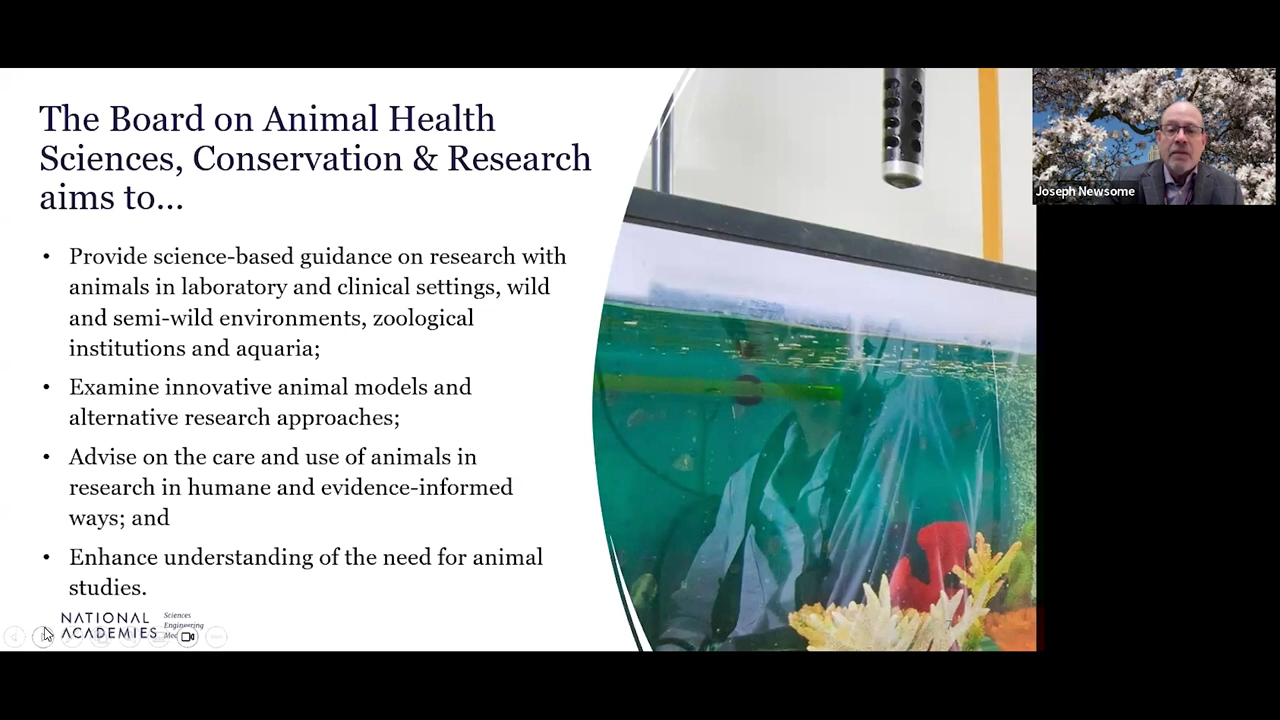 The Board on Animal Health
Sciences, Conservation & Research
aims to...
• Provide science-based guidance on research with
animals in laboratory and clinical settings, wild
and semi-wild environments, zoological
institutions and aquaria;
• Examine innovative animal models and
alternative research approaches;
• Advise on the care and use of animals in
research in humane and evidence-informed
ways; and
• Enhance understanding of the need for animal
studies.
NATIONAL
ACADEMIES
Sciences
Engineering
Joseph Newsome